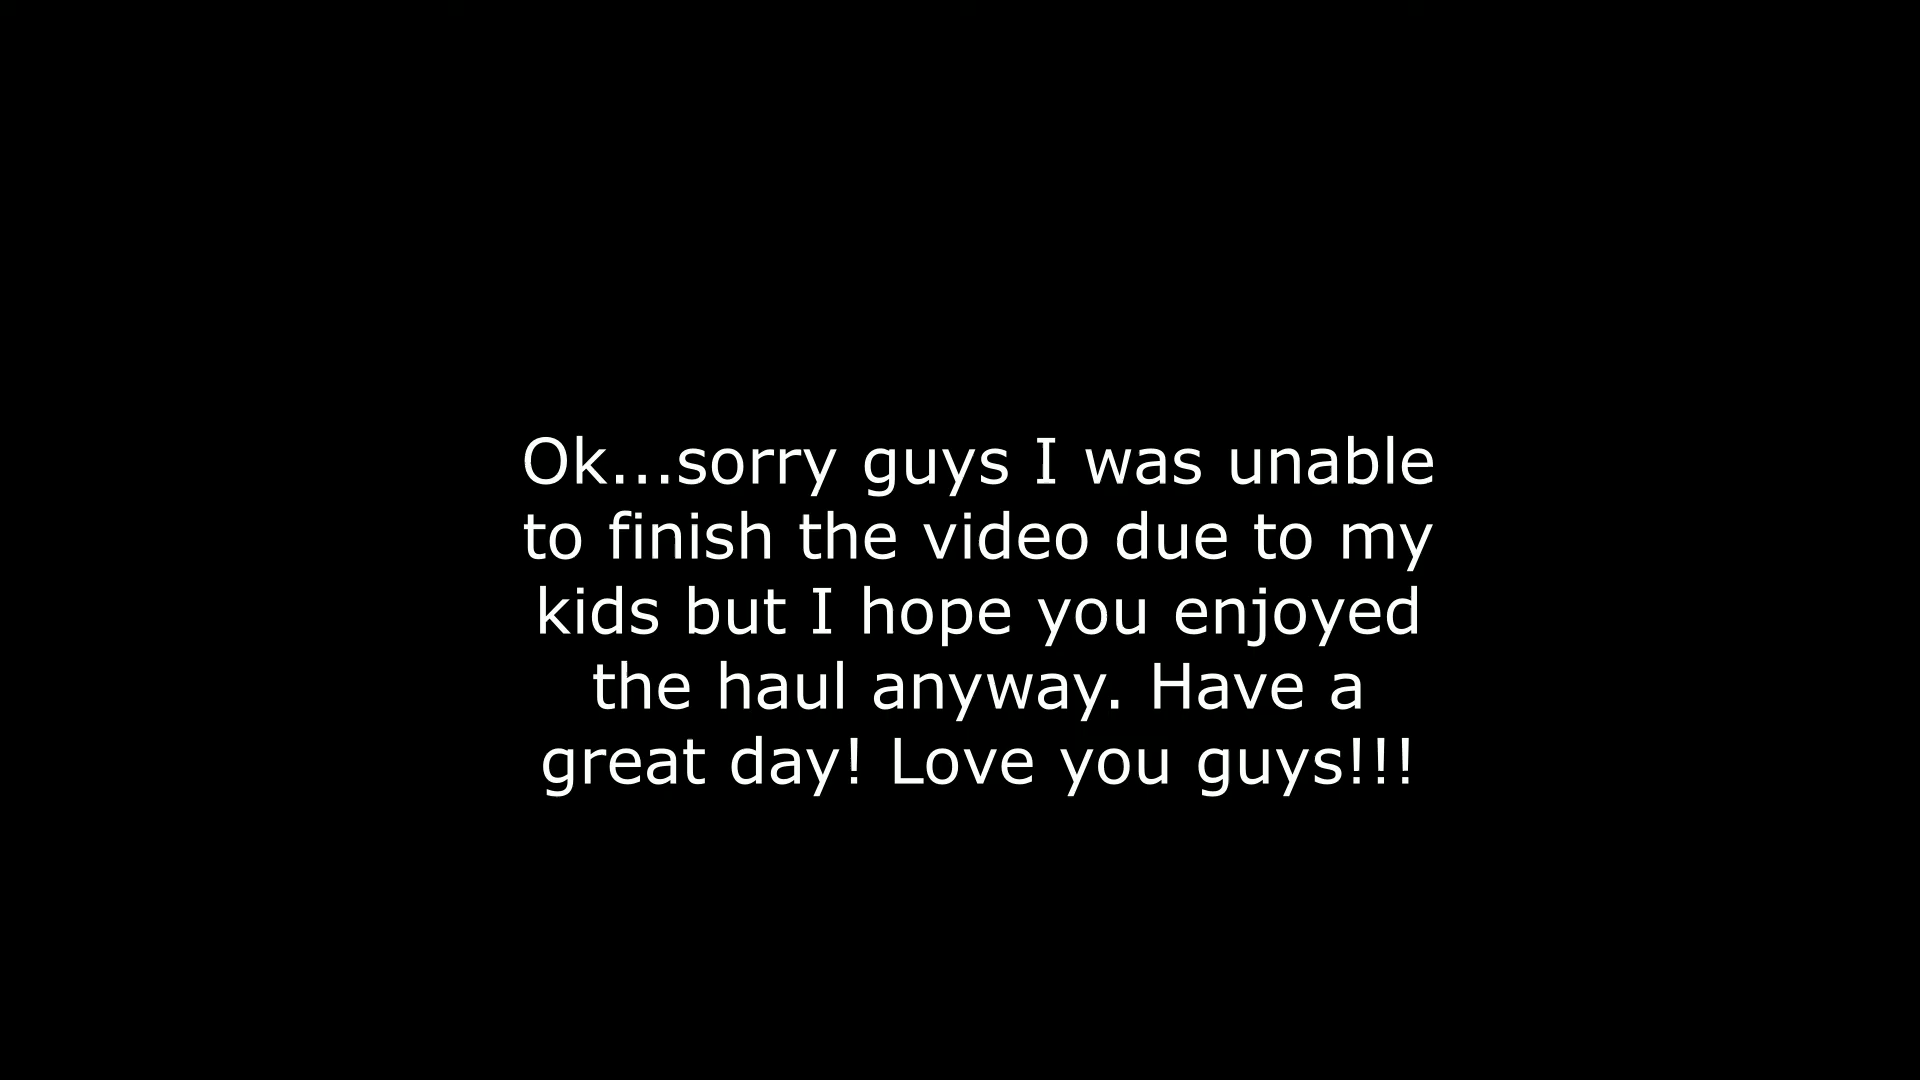 Ok...sorry guys I was unable
to finish the video due to my
kids but I hope you enjoyed
the haul anyway. Have a
great day! Love you guys!!!